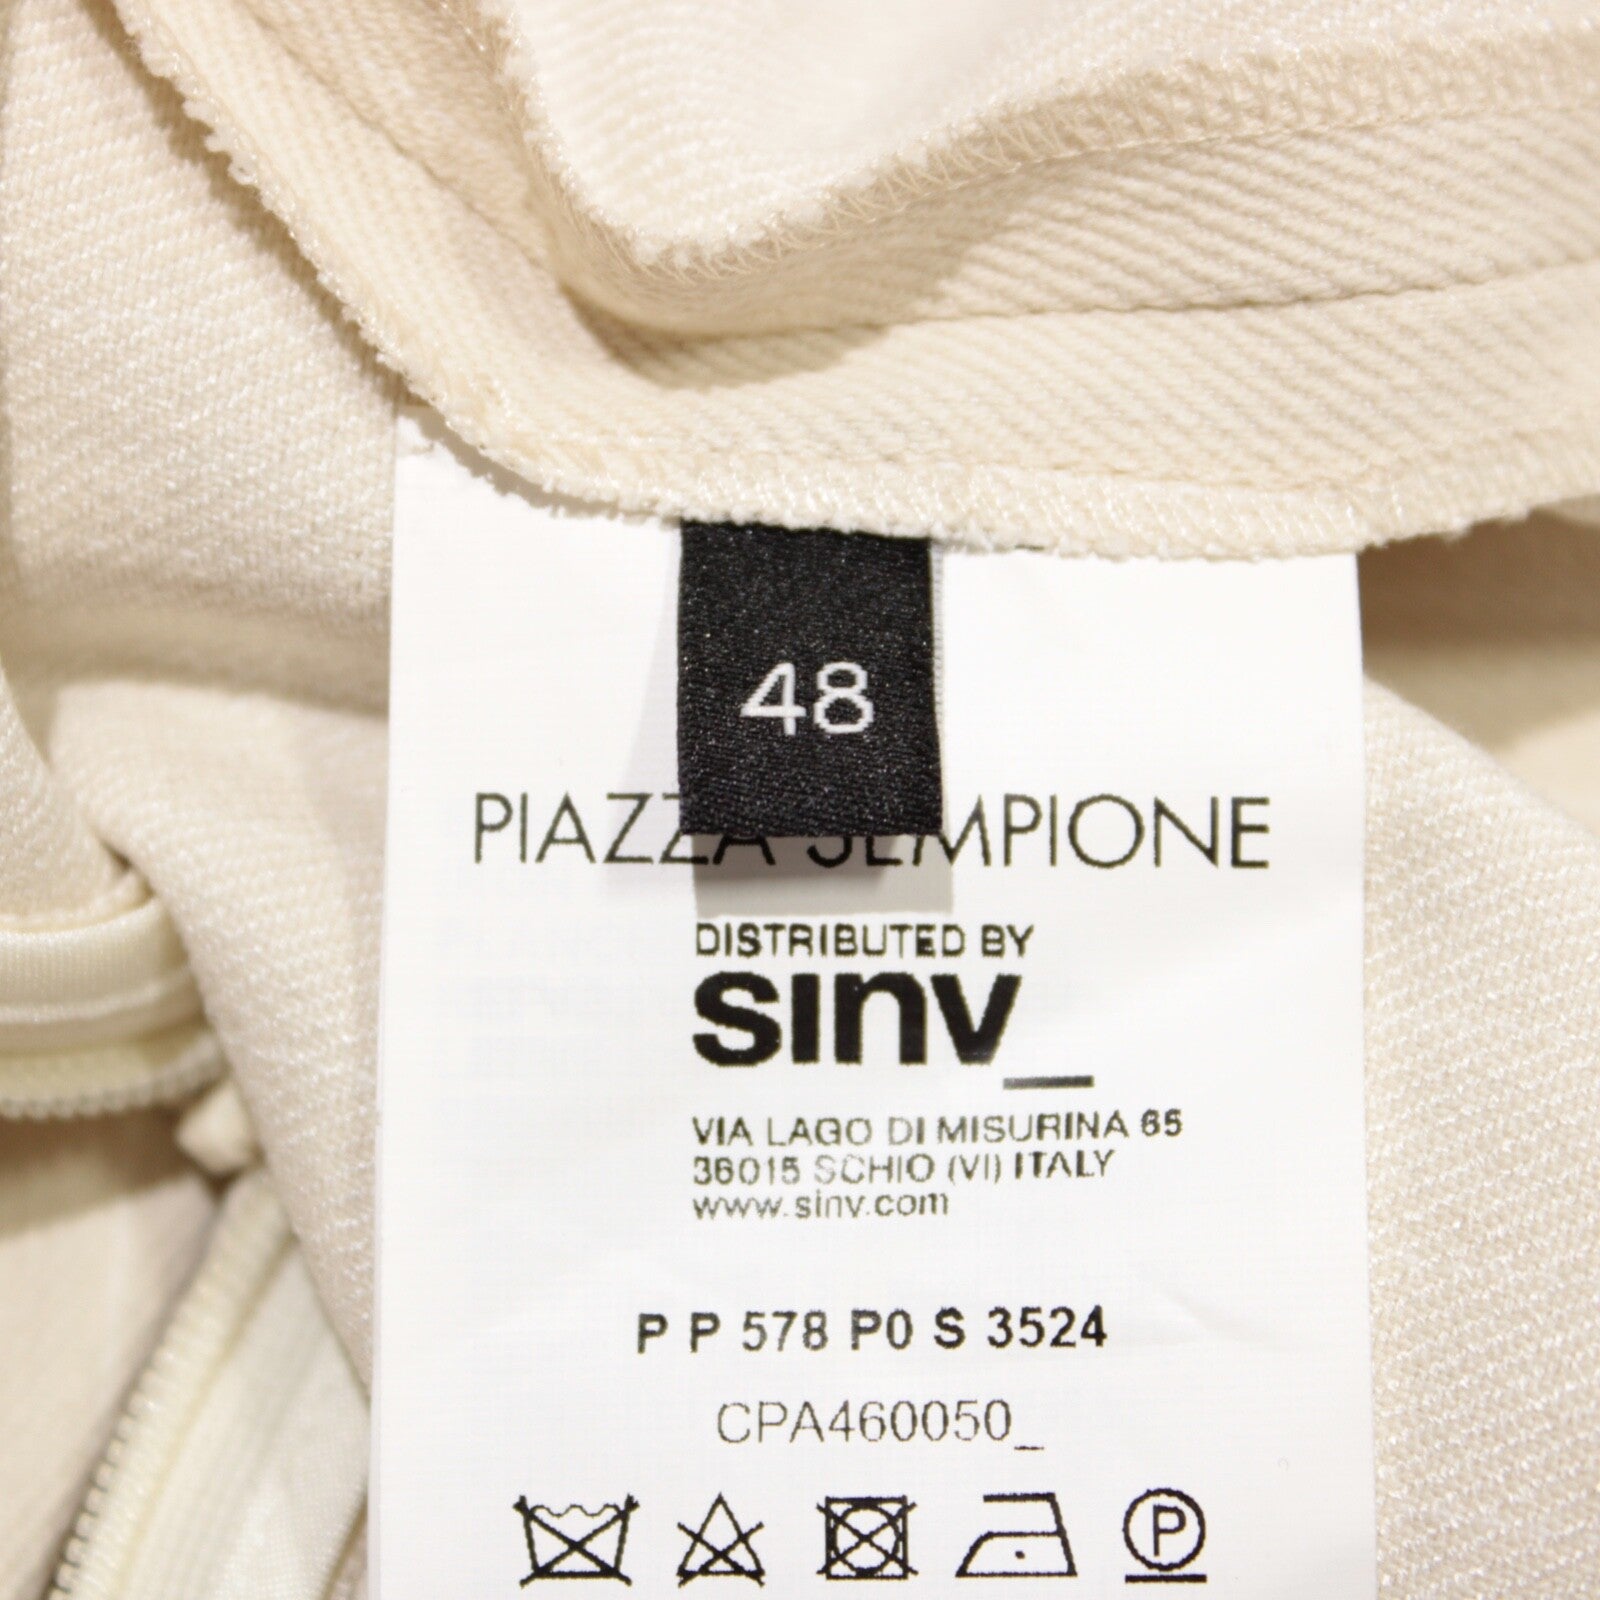 48
PIAZZA SEMPIONE
DISTRIBUTED BY
sinv_
VIA LAGO DI MISURINA 65
36015 SCHIO (VI) ITALY
www.sinv.com
P P 578 P0 S 3524
CPA460050_
P